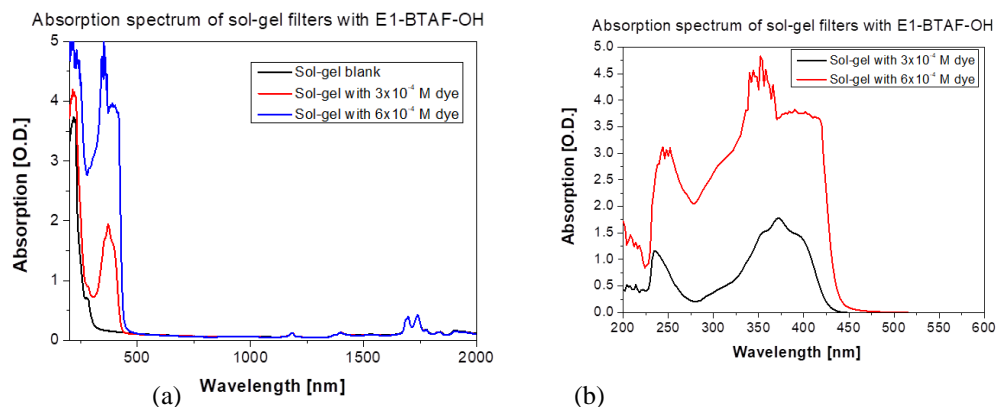 Absorption spectrum of sol-gel filters with E1-BTAF-OH
Absorption [O.D.]
5
4
3
2
1
0
Sol-gel blank
Sol-gel with 3x10⁻⁴ M dye
Sol-gel with 6x10⁻⁴ M dye
500 1000 1500 2000
Wavelength [nm]
(a)
Absorption spectrum of sol-gel filters with E1-BTAF-OH
Absorption [O.D.]
5.0
4.5
4.0
3.5
3.0
2.5
2.0
1.5
1.0
0.5
0.0
Sol-gel with 3x10⁻⁴ M dye
Sol-gel with 6x10⁻⁴ M dye
200 250 300 350 400 450 500 550 600
Wavelength [nm]
(b)